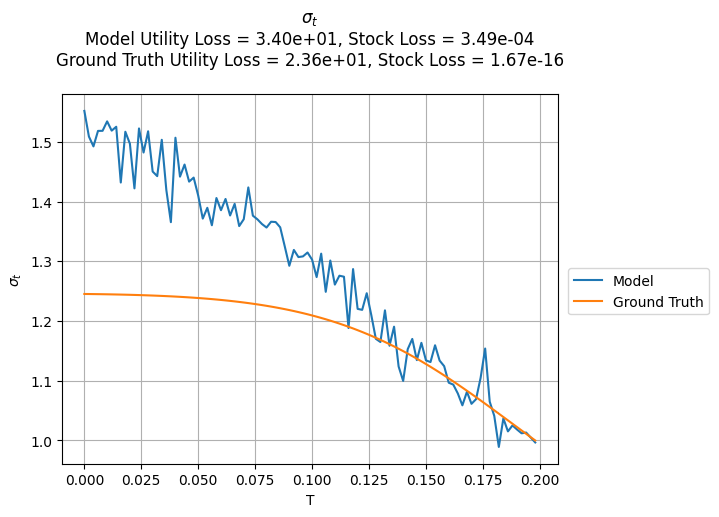 σt
Model Utility Loss = 3.40e+01, Stock Loss = 3.49e-04
Ground Truth Utility Loss = 2.36e+01, Stock Loss = 1.67e-16
1.5
1.4
1.3
1.2
1.1
1.0
σt
0.000 0.025 0.050 0.075 0.100 0.125 0.150 0.175 0.200
T
Model
Ground Truth